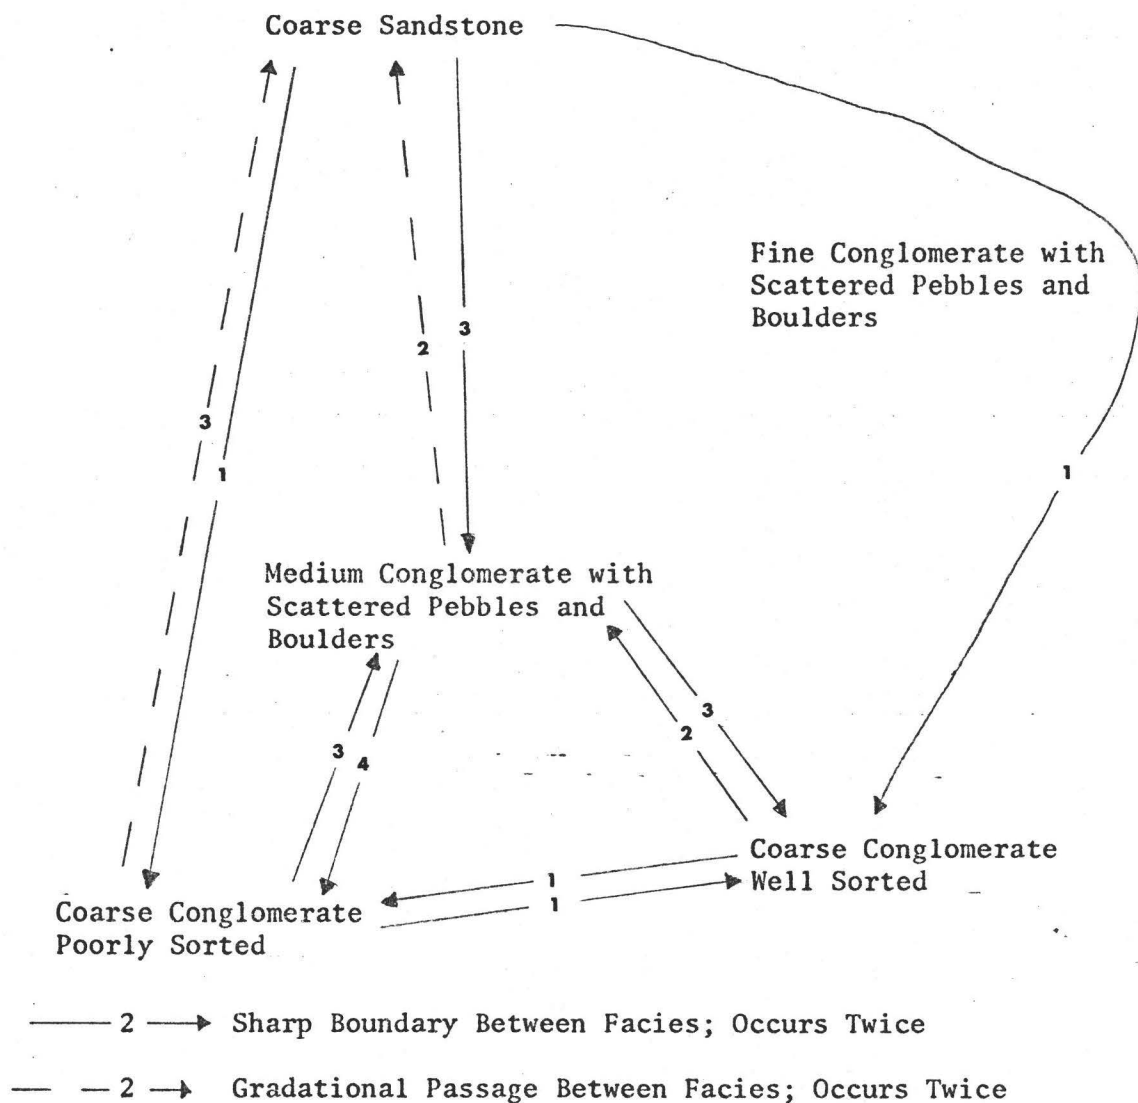 Coarse Sandstone
Fine Conglomerate with
Scattered Pebbles and
Boulders
2
3
3
1
1
Medium Conglomerate with
Scattered Pebbles and
Boulders
3
2
3
4
Coarse Conglomerate
Well Sorted
1
1
Coarse Conglomerate
Poorly Sorted
2 Sharp Boundary Between Facies; Occurs Twice
2 Gradational Passage Between Facies; Occurs Twice